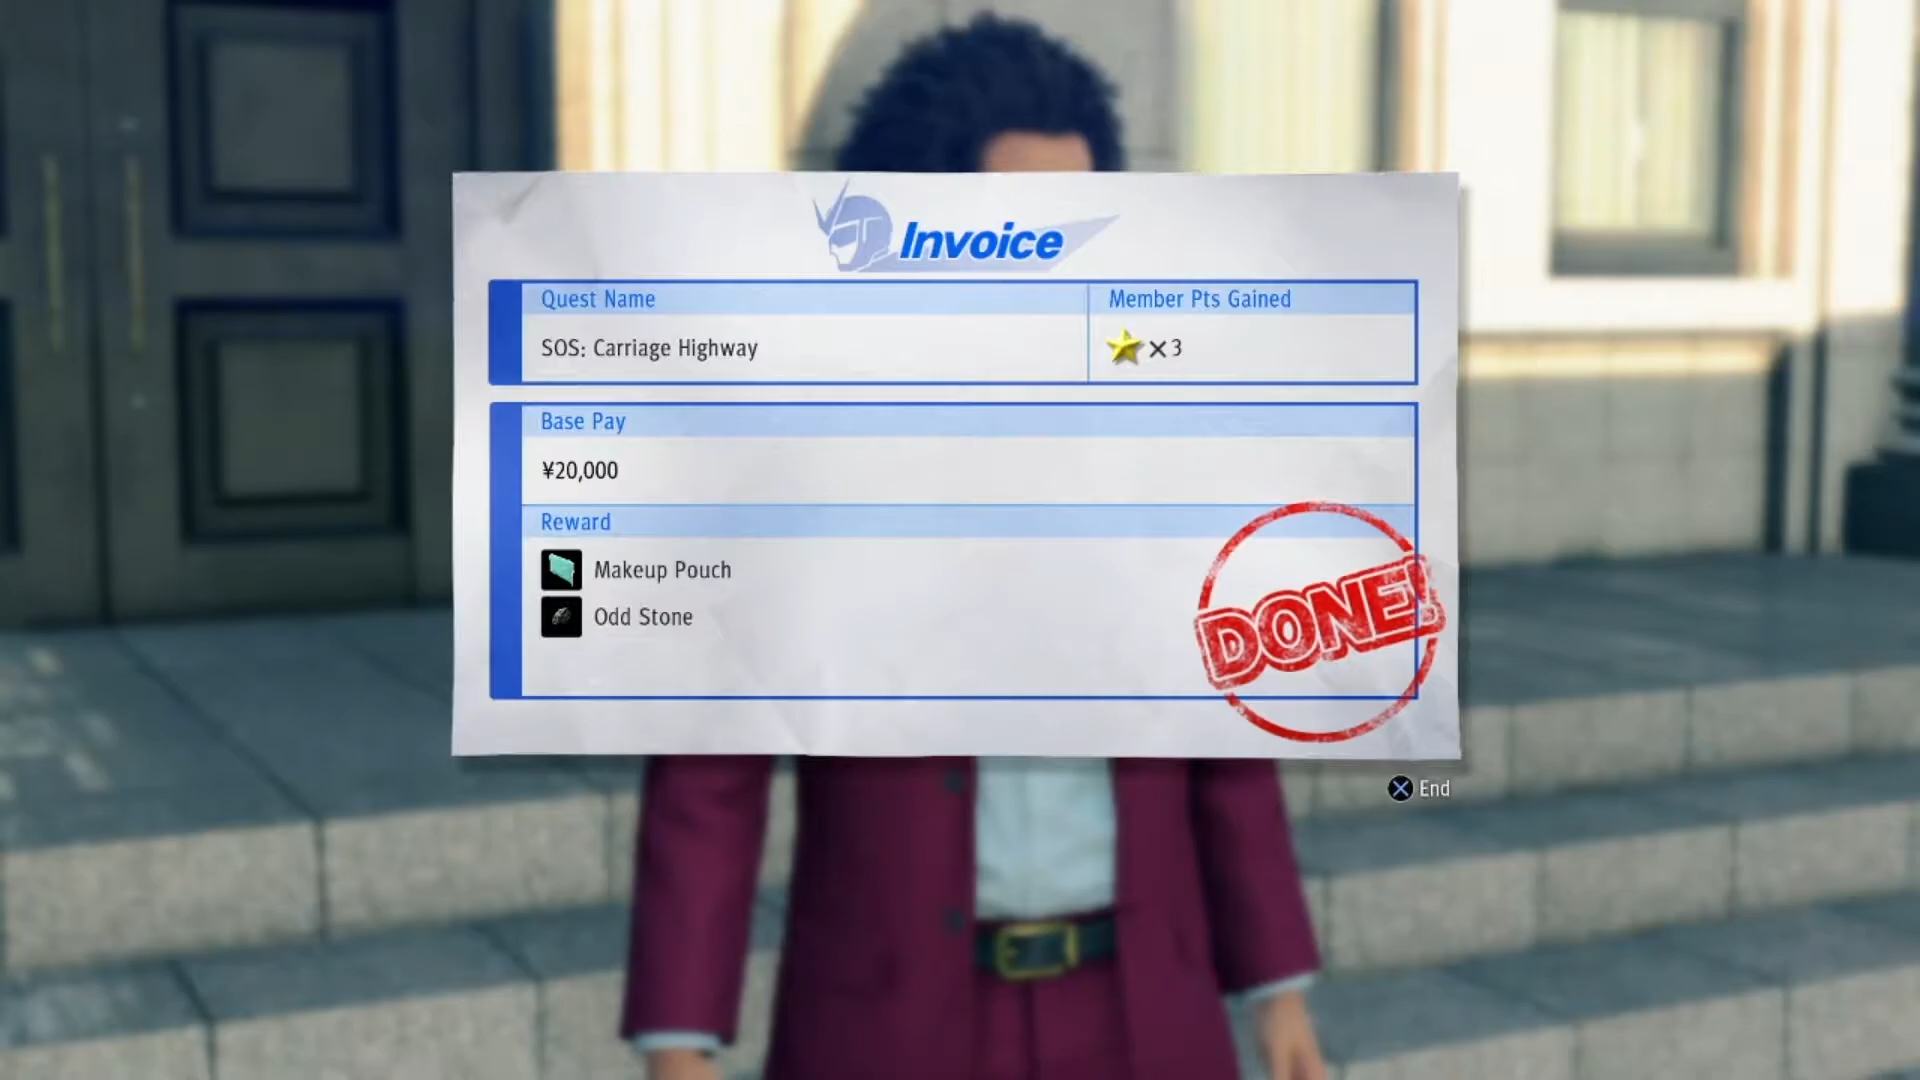 Invoice
Quest Name
Member Pts Gained
SOS: Carriage Highway
×3
Base Pay
¥20,000
Reward
Makeup Pouch
Odd Stone
DONE!
End